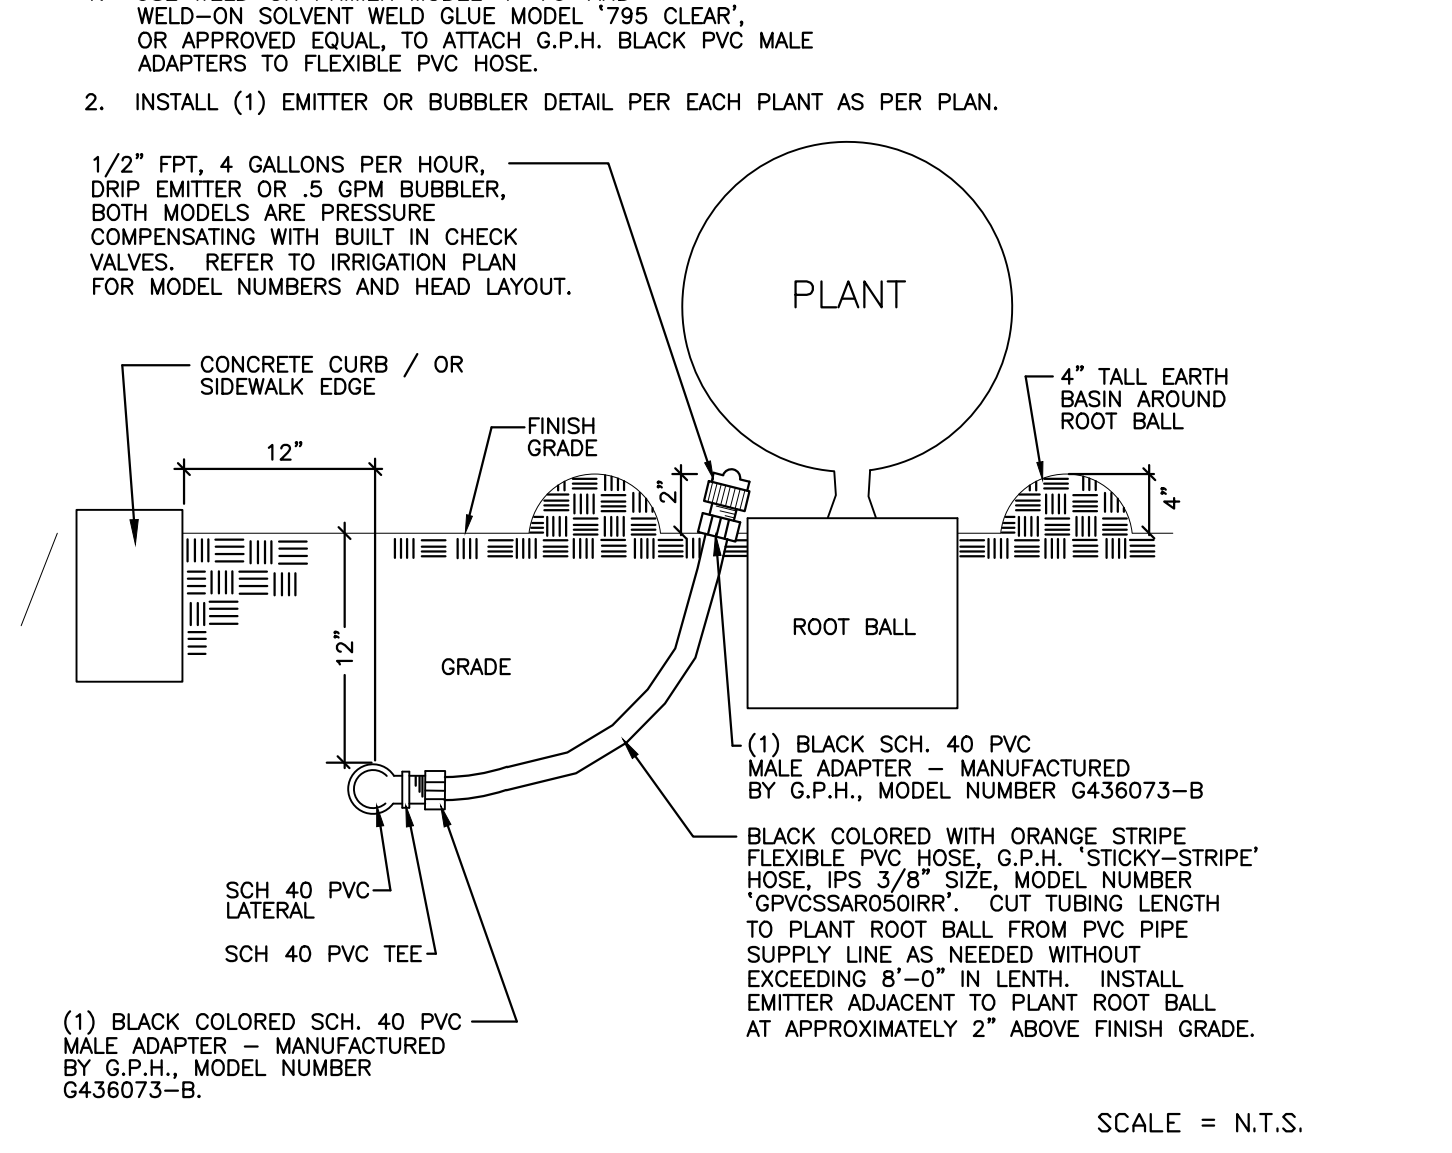 WELD-ON SOLVENT WELD GLUE MODEL '795 CLEAR',
OR APPROVED EQUAL, TO ATTACH G.P.H. BLACK PVC MALE
ADAPTERS TO FLEXIBLE PVC HOSE.
2. INSTALL (1) EMITTER OR BUBBLER DETAIL PER EACH PLANT AS PER PLAN.
1/2" FPT, 4 GALLONS PER HOUR,
DRIP EMITTER OR .5 GPM BUBBLER,
BOTH MODELS ARE PRESSURE
COMPENSATING WITH BUILT IN CHECK
VALVES. REFER TO IRRIGATION PLAN
FOR MODEL NUMBERS AND HEAD LAYOUT.
PLANT
CONCRETE CURB / OR
SIDEWALK EDGE
4" TALL EARTH
BASIN AROUND
ROOT BALL
FINISH
GRADE
12"
2"
4"
12"
GRADE
ROOT BALL
(1) BLACK SCH. 40 PVC
MALE ADAPTER - MANUFACTURED
BY G.P.H., MODEL NUMBER G436073-B
BLACK COLORED WITH ORANGE STRIPE
FLEXIBLE PVC HOSE, G.P.H. 'STICKY-STRIPE'
HOSE, IPS 3/8" SIZE, MODEL NUMBER
'GPVCSSAR050IRR'. CUT TUBING LENGTH
TO PLANT ROOT BALL FROM PVC PIPE
SUPPLY LINE AS NEEDED WITHOUT
EXCEEDING 8'-0" IN LENTH. INSTALL
EMITTER ADJACENT TO PLANT ROOT BALL
AT APPROXIMATELY 2" ABOVE FINISH GRADE.
SCH 40 PVC
LATERAL
SCH 40 PVC TEE
(1) BLACK COLORED SCH. 40 PVC
MALE ADAPTER - MANUFACTURED
BY G.P.H., MODEL NUMBER
G436073-B.
SCALE = N.T.S.